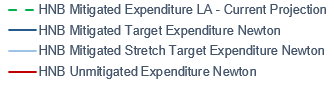 HNB Mitigated Expenditure LA - Current Projection
HNB Mitigated Target Expenditure Newton
HNB Mitigated Stretch Target Expenditure Newton
HNB Unmitigated Expenditure Newton